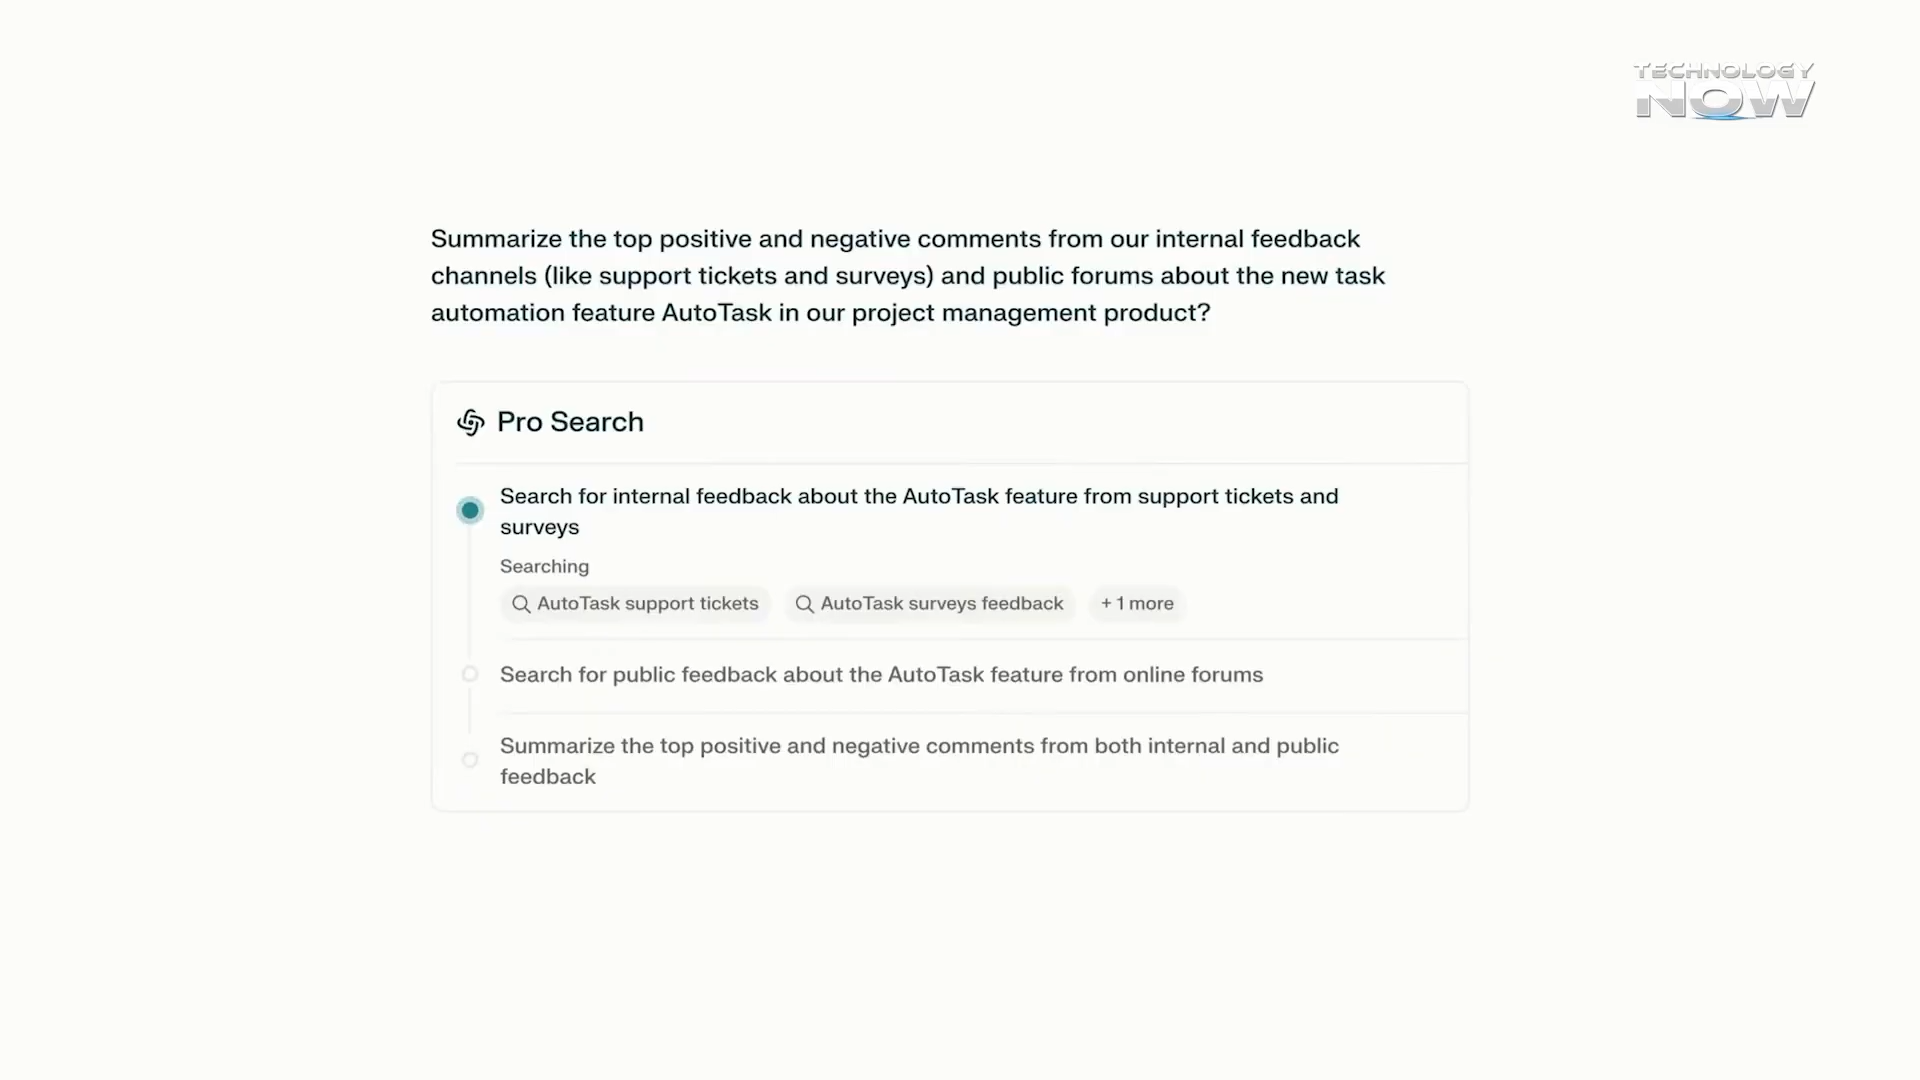 TECHNOLOGY
NOW
Summarize the top positive and negative comments from our internal feedback
channels (like support tickets and surveys) and public forums about the new task
automation feature AutoTask in our project management product?
Pro Search
Search for internal feedback about the AutoTask feature from support tickets and
surveys
Searching
AutoTask support tickets
AutoTask surveys feedback
+ 1 more
Search for public feedback about the AutoTask feature from online forums
Summarize the top positive and negative comments from both internal and public
feedback